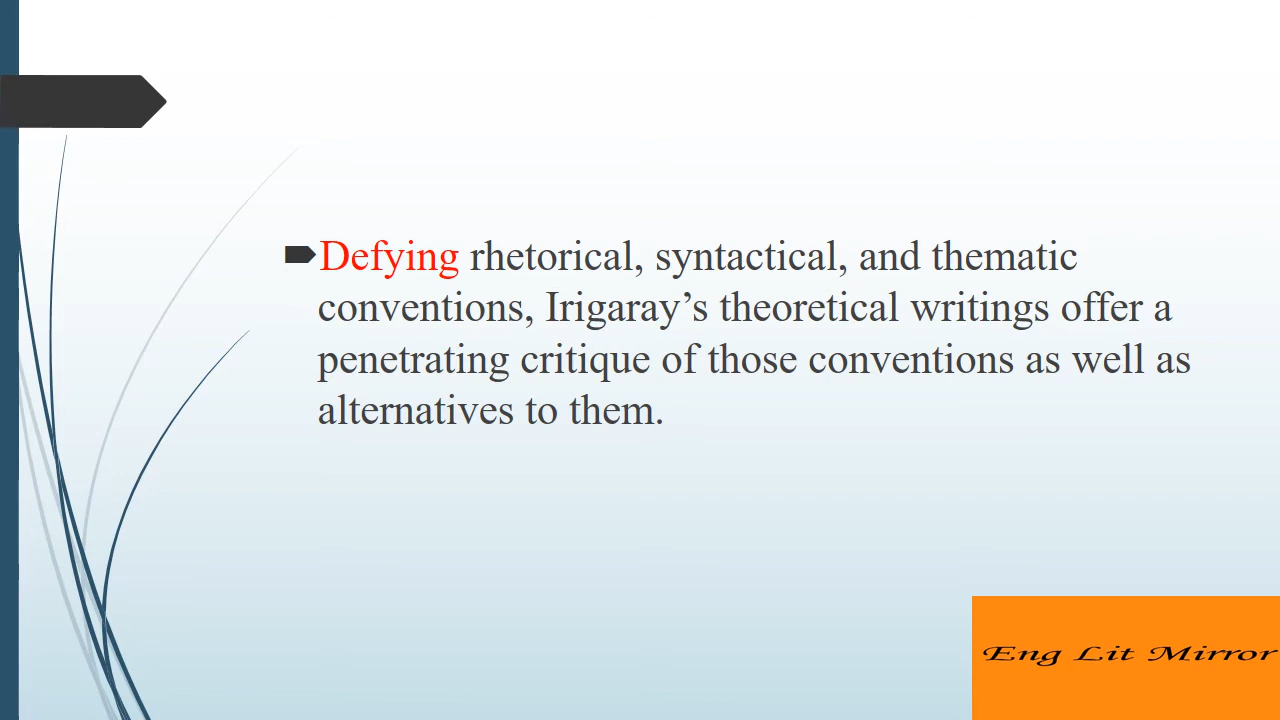 Defying rhetorical, syntactical, and thematic
conventions, Irigaray’s theoretical writings offer a
penetrating critique of those conventions as well as
alternatives to them.
Eng Lit Mirror